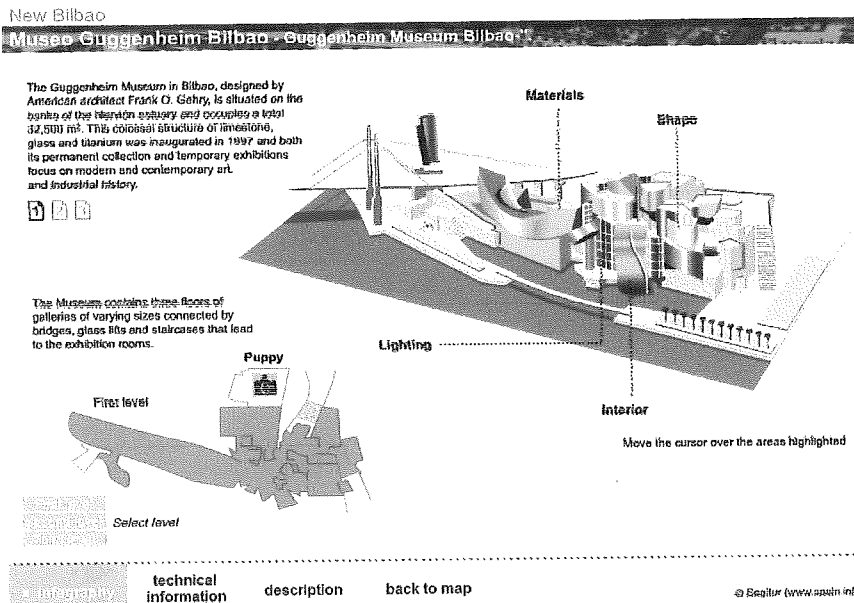 New Bilbao
Museo Guggenheim Bilbao - Guggenheim Museum Bilbao
The Guggenheim Museum in Bilbao, designed by
American architect Frank O. Gehry, is situated on the
banks of the Nervión estuary and occupies a total
32,500 m². This colossal structure of limestone,
glass and titanium was inaugurated in 1997 and both
its permanent collection and temporary exhibitions
focus on modern and contemporary art.
and industrial history.
1 2 3
Materials
Shape
The Museum contains three floors of
galleries of varying sizes connected by
bridges, glass lifts and staircases that lead
to the exhibition rooms.
Lighting
Puppy
First level
Interior
Move the cursor over the areas highlighted
Select level
infography
technical
information
description
back to map
© Segitur (www.spain.inf